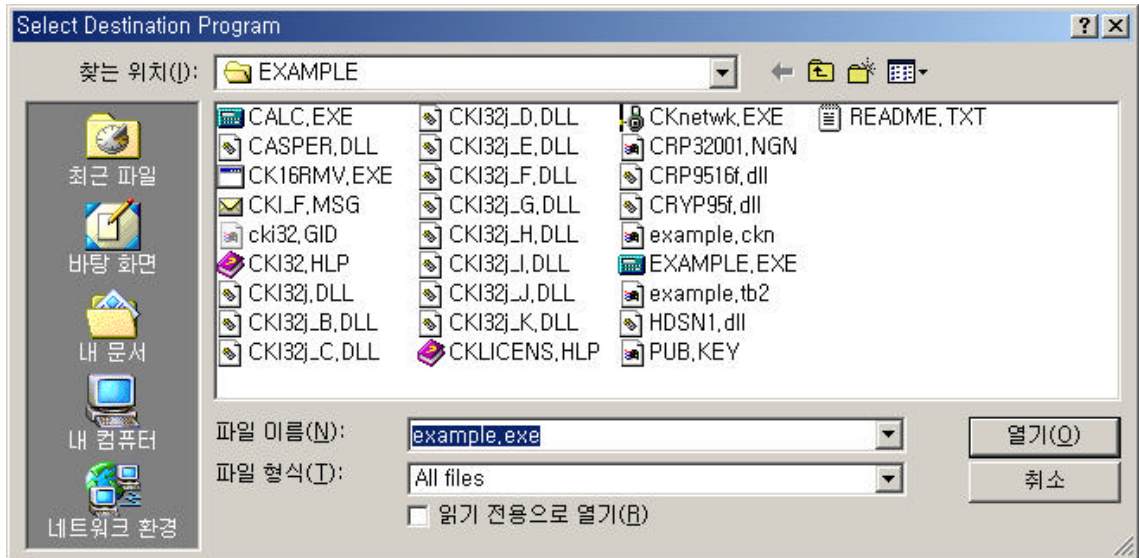 Select Destination Program
찾는 위치(I):
EXAMPLE
최근 파일
바탕 화면
내 문서
내 컴퓨터
네트워크 환경
CALC.EXE
CASPER.DLL
CK16RMV.EXE
CKI_F.MSG
cki32.GID
CKI32.HLP
CKI32j.DLL
CKI32j_B.DLL
CKI32j_C.DLL
CKI32j_D.DLL
CKI32j_E.DLL
CKI32j_F.DLL
CKI32j_G.DLL
CKI32j_H.DLL
CKI32j_I.DLL
CKI32j_J.DLL
CKI32j_K.DLL
CKLICENS.HLP
CKnetwk.EXE
CRP32001.NGN
CRP9516f.dll
CRYP95f.dll
example.ckn
EXAMPLE.EXE
example.tb2
HDSN1.dll
PUB.KEY
README.TXT
파일 이름(N):
example.exe
열기(O)
파일 형식(T):
All files
취소
읽기 전용으로 열기(R)